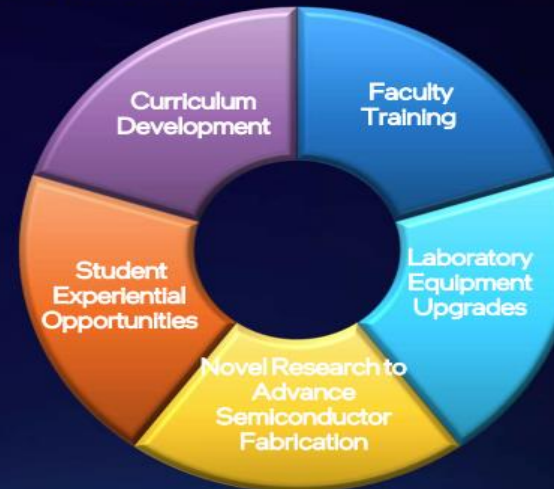 Curriculum
Development
Faculty
Training
Student
Experiential
Opportunities
Laboratory
Equipment
Upgrades
Novel Research to
Advance
Semiconductor
Fabrication